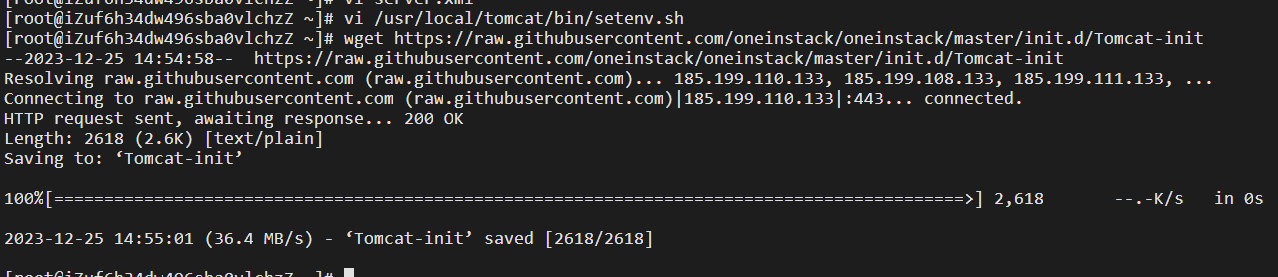 [root@iZuf6h34dw496sba0vlchzZ ~]# vi server.xml
[root@iZuf6h34dw496sba0vlchzZ ~]# vi /usr/local/tomcat/bin/setenv.sh
[root@iZuf6h34dw496sba0vlchzZ ~]# wget https://raw.githubusercontent.com/oneinstack/oneinstack/master/init.d/Tomcat-init
--2023-12-25 14:54:58--  https://raw.githubusercontent.com/oneinstack/oneinstack/master/init.d/Tomcat-init
Resolving raw.githubusercontent.com (raw.githubusercontent.com)... 185.199.110.133, 185.199.108.133, 185.199.111.133, ...
Connecting to raw.githubusercontent.com (raw.githubusercontent.com)|185.199.110.133|:443... connected.
HTTP request sent, awaiting response... 200 OK
Length: 2618 (2.6K) [text/plain]
Saving to: ‘Tomcat-init’
100%[===========================================================================================>] 2,618       --.-K/s   in 0s
2023-12-25 14:55:01 (36.4 MB/s) - ‘Tomcat-init’ saved [2618/2618]
[root@iZuf6h34dw496sba0vlchzZ ~]#